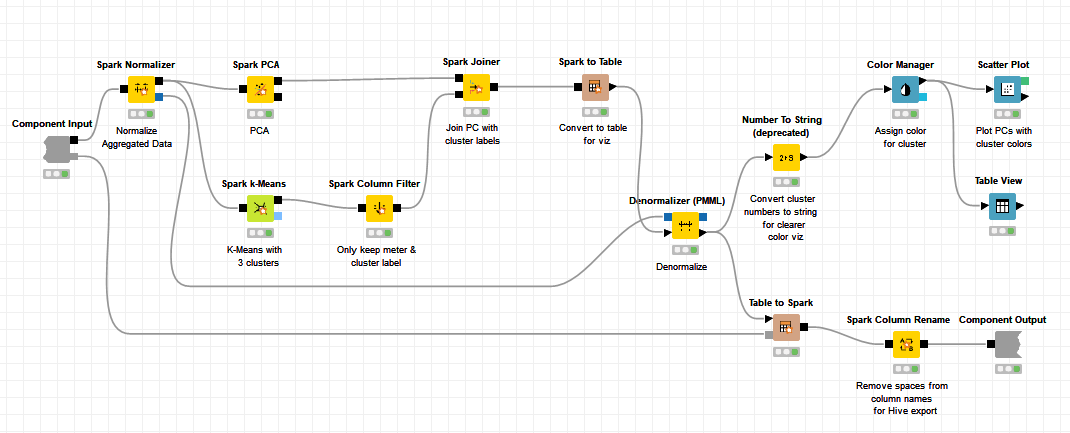 Spark Normalizer
Normalize
Aggregated Data
Spark PCA
PCA
Spark Joiner
Join PC with
cluster labels
Spark to Table
Convert to table
for viz
Color Manager
Assign color
for cluster
Scatter Plot
Plot PCs with
cluster colors
Component Input
Number To String
(deprecated)
2+S
Convert cluster
numbers to string
for clearer
color viz
Spark k-Means
K-Means with
3 clusters
Spark Column Filter
Only keep meter &
cluster label
Table View
Denormalizer (PMML)
Denormalize
Table to Spark
Spark Column Rename
Remove spaces from
column names
for Hive export
Component Output